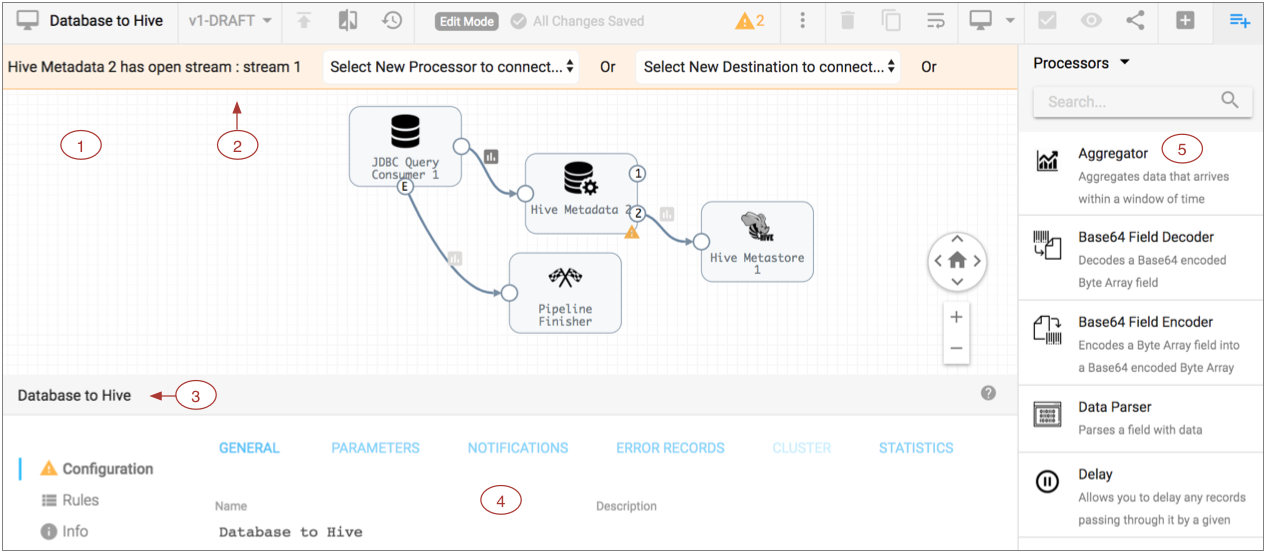 Database to Hive
v1-DRAFT
Edit Mode
All Changes Saved
2
Hive Metadata 2 has open stream : stream 1
Select New Processor to connect...
Or
Select New Destination to connect...
Or
1
2
JDBC Query
Consumer 1
E
Hive Metadata 2
1
2
HIVE
Hive Metastore
1
Pipeline
Finisher
Database to Hive
3
GENERAL
PARAMETERS
NOTIFICATIONS
ERROR RECORDS
CLUSTER
STATISTICS
Configuration
Rules
Info
Name
Database to Hive
4
Description
Processors
Search...
Aggregator
5
Aggregates data that arrives
within a window of time
Base64 Field Decoder
Decodes a Base64 encoded
Byte Array field
Base64 Field Encoder
Encodes a Byte Array field into
a Base64 encoded Byte Array
Data Parser
Parses a field with data
Delay
Allows you to delay any records
passing through it by a given